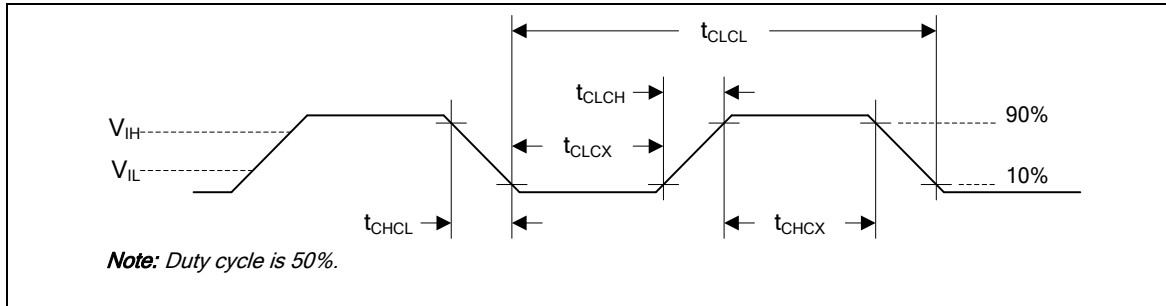 tCLCL
tCLCH
VIH
90%
tCLCX
VIL
10%
tCHCL
tCHCX
Note: Duty cycle is 50%.